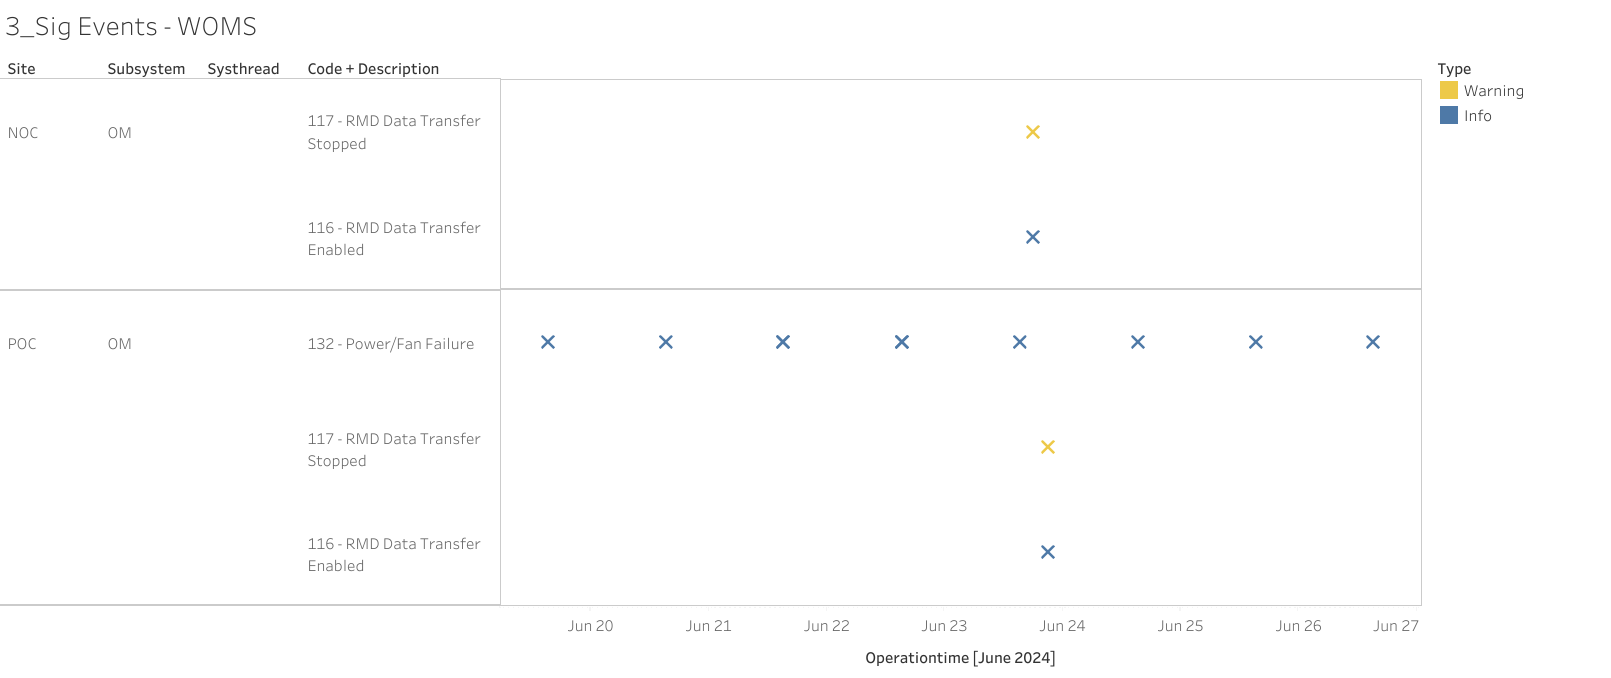 3_Sig Events - WOMS
Site Subsystem Systhread Code + Description
Type
Warning
Info
NOC OM 117 - RMD Data Transfer
Stopped
116 - RMD Data Transfer
Enabled
POC OM 132 - Power/Fan Failure
117 - RMD Data Transfer
Stopped
116 - RMD Data Transfer
Enabled
Jun 20 Jun 21 Jun 22 Jun 23 Jun 24 Jun 25 Jun 26 Jun 27
Operationtime [June 2024]